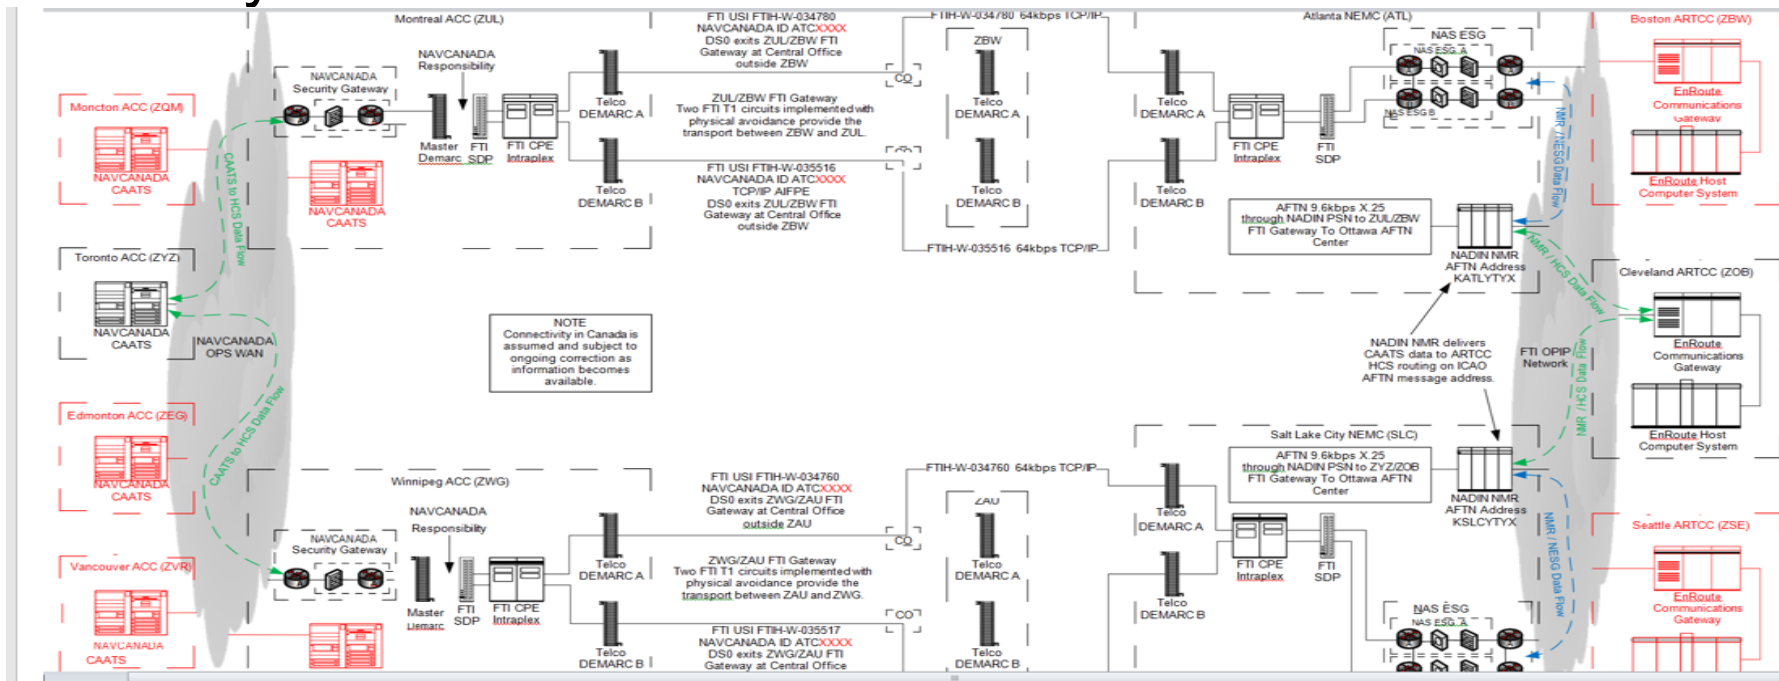 Montreal ACC (ZUL)
FTI USI FTIH-W-034780
NAVCANADA ID ATCXXXX
DS0 exits ZUL/ZBW FTI
Gateway at Central Office
outside ZBW
FTIH-W-034780 64kbps TCP/IP
Atlanta NEMC (ATL)
Boston ARTCC (ZBW)
NAVCANADA
Responsibility
ZBW
NAS ESG
NAS ESG A
NAS ESG B
NAVCANADA
Security Gateway
CO
Moncton ACC (ZQM)
NAVCANADA
CAATS
Master
Demarc
FTI
SDP
FTI CPE
Intraplex
Telco
DEMARC A
ZUL/ZBW FTI Gateway
Two FTI T1 circuits implemented with
physical avoidance provide the
transport between ZBW and ZUL.
Telco
DEMARC A
Telco
DEMARC A
FTI CPE
Intraplex
FTI
SDP
EnRoute
Communications
Gateway
NAVCANADA
CAATS
Telco
DEMARC B
FTI USI FTIH-W-035516
NAVCANADA ID ATCXXXX
TCP/IP AIFPE
DS0 exits ZUL/ZBW FTI
Gateway at Central Office
outside ZBW
Telco
DEMARC B
Telco
DEMARC B
EnRoute Host
Computer System
CAATS to HCS Data Flow
NMR / NESG Data Flow
AFTN 9.6kbps X.25
through NADIN PSN to ZUL/ZBW
FTI Gateway To Ottawa AFTN
Center
FTIH-W-035516 64kbps TCP/IP
NADIN NMR
AFTN Address
KATLYTYX
NMR / HCS Data Flow
Toronto ACC (ZYZ)
NAVCANADA
CAATS
NAVCANADA
OPS WAN
NOTE
Connectivity in Canada is
assumed and subject to
ongoing correction as
information becomes
available.
NADIN NMR delivers
CAATS data to ARTCC
HCS routing on ICAO
AFTN message address.
FTI OPIP
Network
Cleveland ARTCC (ZOB)
EnRoute
Communications
Gateway
EnRoute Host
Computer System
NMR / HCS Data Flow
Edmonton ACC (ZEG)
NAVCANADA
CAATS
CAATS to HCS Data Flow
Salt Lake City NEMC (SLC)
AFTN 9.6kbps X.25
through NADIN PSN to ZYZ/ZOB
FTI Gateway To Ottawa AFTN
Center
NADIN NMR
AFTN Address
KSLCYTYX
Winnipeg ACC (ZWG)
FTI USI FTIH-W-034760
NAVCANADA ID ATCXXXX
DS0 exits ZWG/ZAU FTI
Gateway at Central Office
outside ZAU
FTIH-W-034760 64kbps TCP/IP
NAVCANADA
Responsibility
ZAU
NAVCANADA
Security Gateway
CO
Telco
DEMARC A
Seattle ARTCC (ZSE)
NMR / NESG Data Flow
Vancouver ACC (ZVR)
NAVCANADA
CAATS
Master
Demarc
FTI
SDP
FTI CPE
Intraplex
Telco
DEMARC A
ZWG/ZAU FTI Gateway
Two FTI T1 circuits implemented with
physical avoidance provide the
transport between ZAU and ZWG.
Telco
DEMARC A
FTI CPE
Intraplex
FTI
SDP
EnRoute
Communications
Gateway
CO
Telco
DEMARC B
NAS ESG
NAS ESG A
FTI USI FTIH-W-035517
NAVCANADA ID ATCXXXX
DS0 exits ZWG/ZAU FTI
Gateway at Central Office
Telco
DEMARC B
Telco
DEMARC B